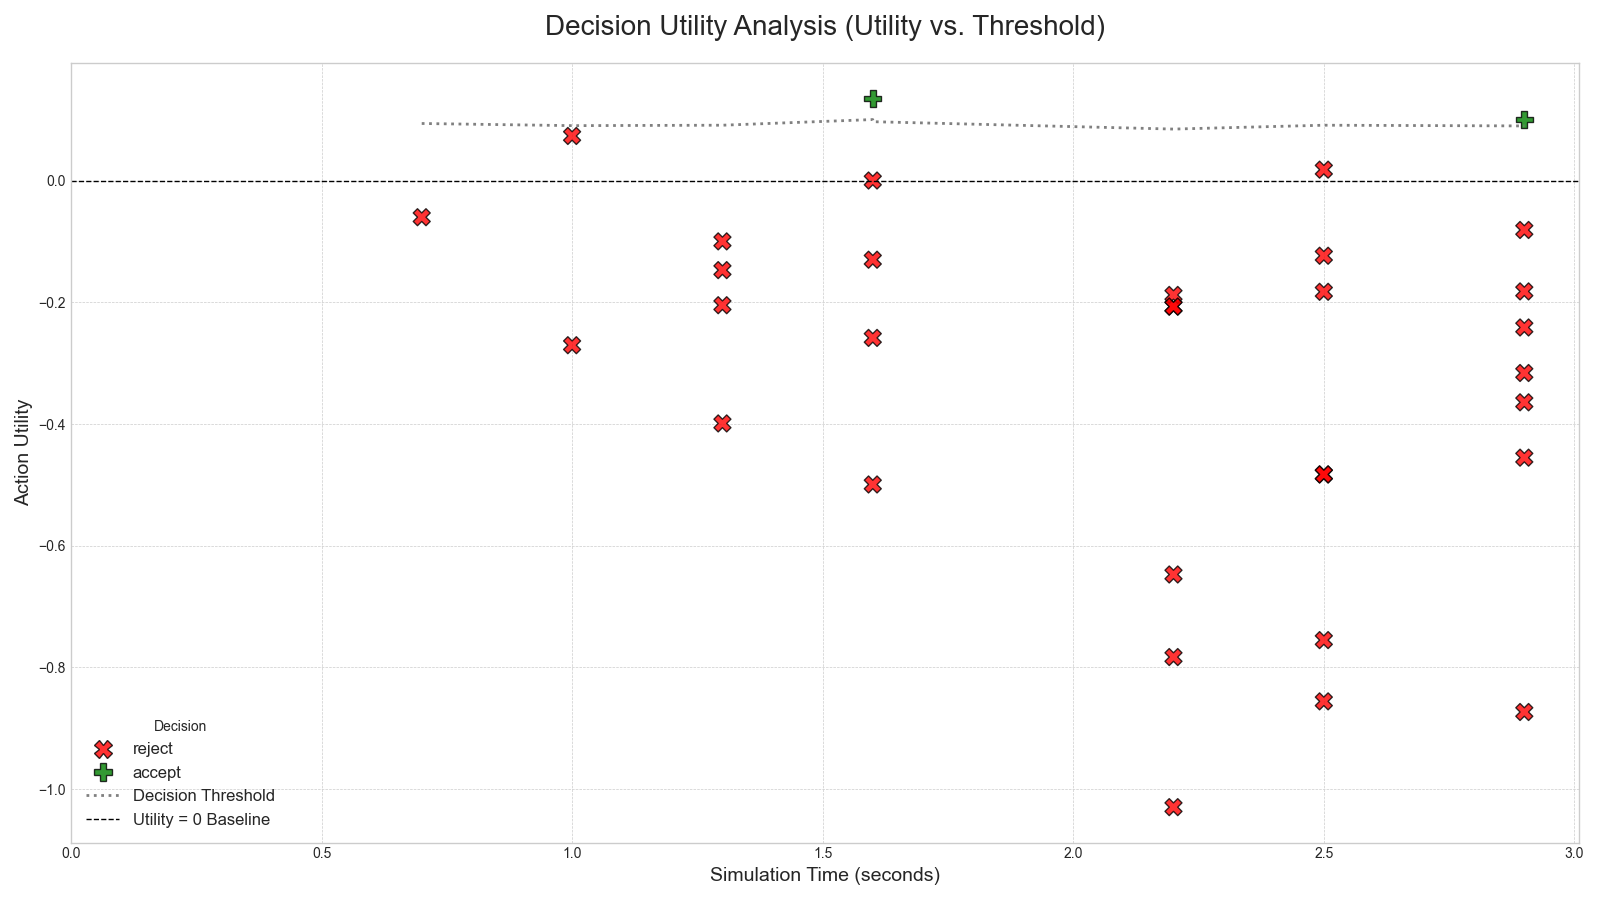 Decision Utility Analysis (Utility vs. Threshold)
Action Utility
0.0
−0.2
−0.4
−0.6
−0.8
−1.0
Decision
reject
accept
Decision Threshold
Utility = 0 Baseline
0.0 0.5 1.0 1.5 2.0 2.5 3.0
Simulation Time (seconds)